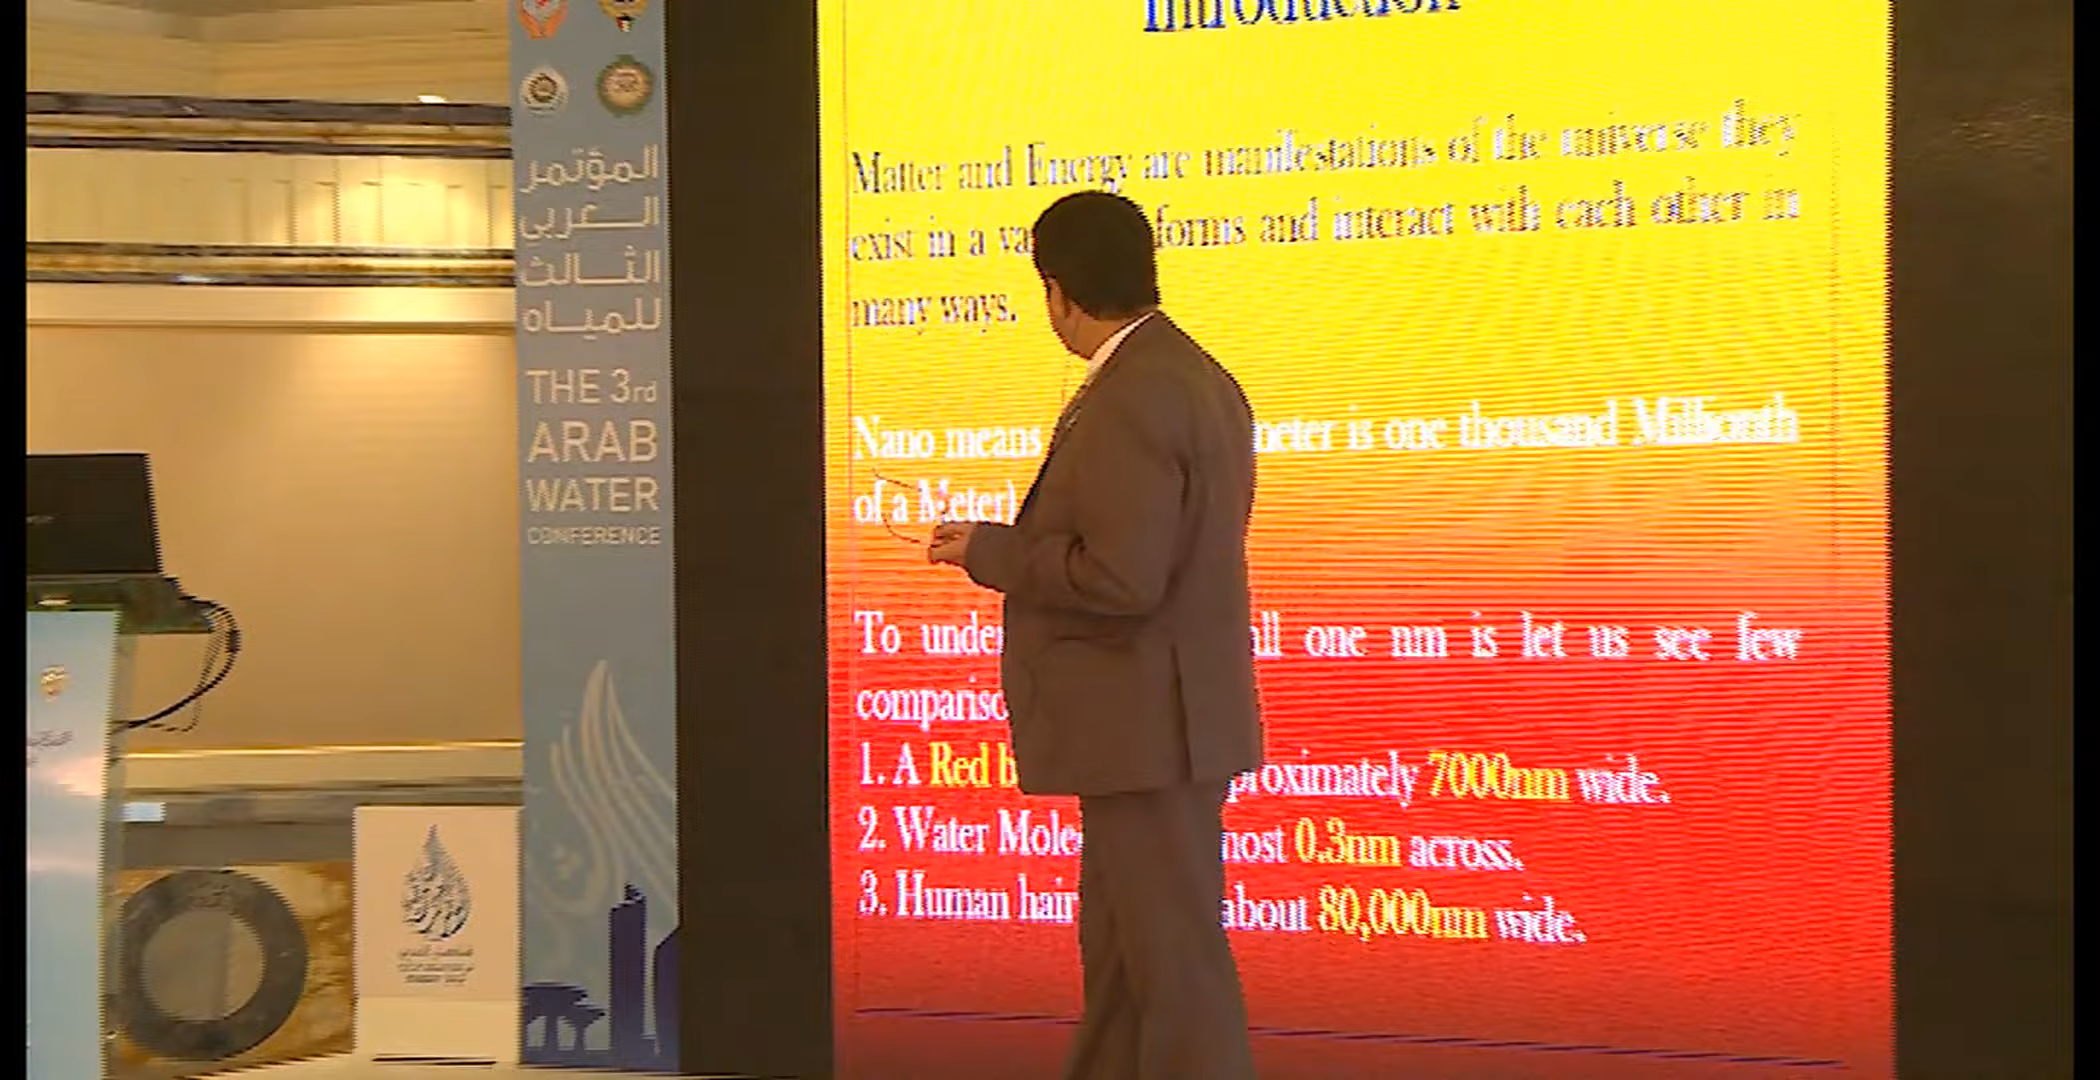 المؤتمر
العربي
الثالث
للمياه
THE 3rd
ARAB
WATER
CONFERENCE
Introduction
Matter and Energy are manifestations of the universe they
exist in a va forms and interact with each other in
many ways.
Nano means meter is one thousand Millionth
of a Meter)
To under all one nm is let us see few
compariso
1. A Red b proximately 7000nm wide.
2. Water Mole most 0.3nm across.
3. Human hair about 80,000nm wide.